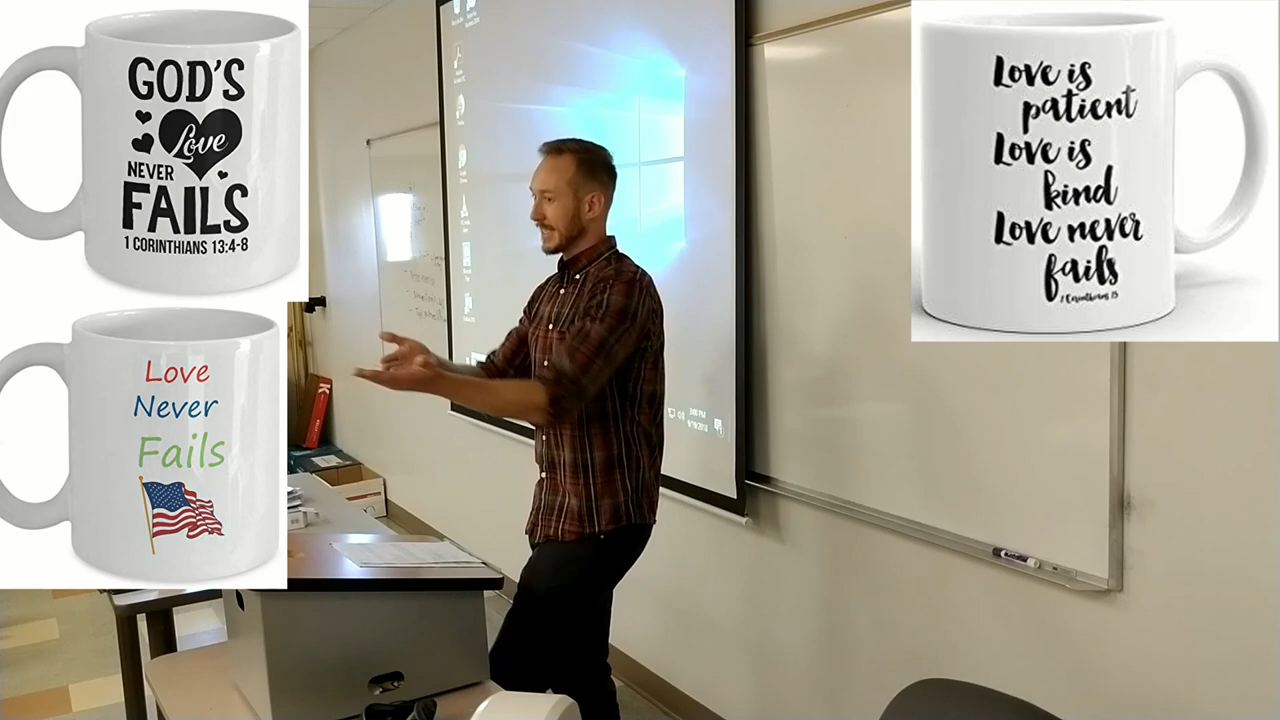 GOD'S
Love
NEVER
FAILS
1 CORINTHIANS 13:4-8
Love
Never
Fails
Love is
patient
Love is
kind
Love never
fails
K